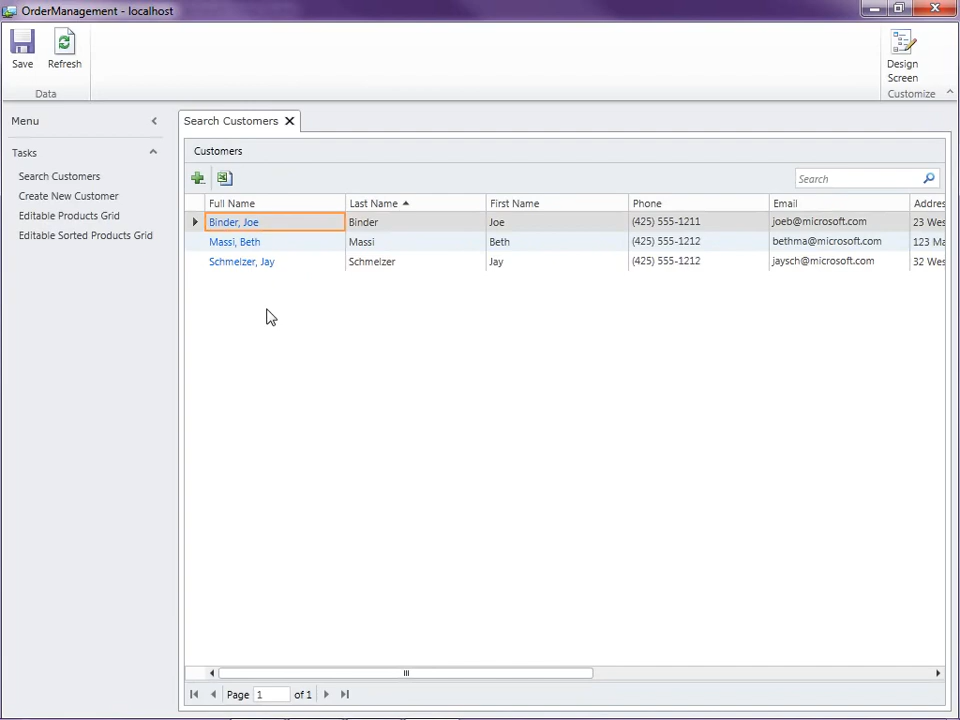 OrderManagement - localhost
Save
Refresh
Data
Design
Screen
Customize
Menu
Tasks
Search Customers
Create New Customer
Editable Products Grid
Editable Sorted Products Grid
Search Customers
Customers
Search
Full Name Last Name First Name Phone Email Addres
Binder, Joe Binder Joe (425) 555-1211 joeb@microsoft.com 23 Wes
Massi, Beth Massi Beth (425) 555-1212 bethma@microsoft.com 123 Ma
Schmelzer, Jay Schmelzer Jay (425) 555-1212 jaysch@microsoft.com 32 Wes
Page 1 of 1